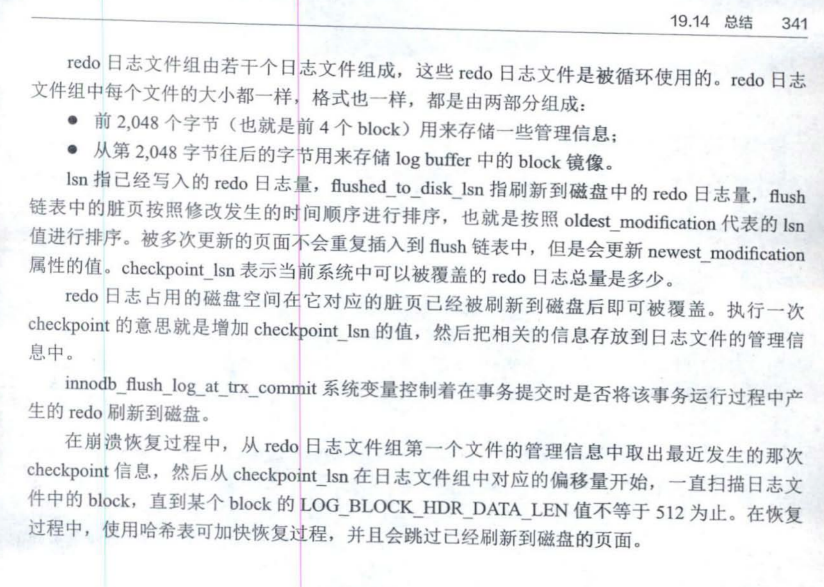 19.14 总结 341
redo 日志文件组由若干个日志文件组成，这些 redo 日志文件是被循环使用的。redo 日志
文件组中每个文件的大小都一样，格式也一样，都是由两部分组成：
● 前 2,048 个字节（也就是前 4 个 block）用来存储一些管理信息；
● 从第 2,048 字节往后的字节用来存储 log buffer 中的 block 镜像。
lsn 指已经写入的 redo 日志量，flushed_to_disk_lsn 指刷新到磁盘中的 redo 日志量，flush
链表中的脏页按照修改发生的时间顺序进行排序，也就是按照 oldest_modification 代表的 lsn
值进行排序。被多次更新的页面不会重复插入到 flush 链表中，但是会更新 newest_modification
属性的值。checkpoint_lsn 表示当前系统中可以被覆盖的 redo 日志总量是多少。
redo 日志占用的磁盘空间在它对应的脏页已经被刷新到磁盘后即可被覆盖。执行一次
checkpoint 的意思就是增加 checkpoint_lsn 的值，然后把相关的信息存放到日志文件的管理信
息中。
innodb_flush_log_at_trx_commit 系统变量控制着在事务提交时是否将该事务运行过程中产
生的 redo 刷新到磁盘。
在崩溃恢复过程中，从 redo 日志文件组第一个文件的管理信息中取出最近发生的那次
checkpoint 信息，然后从 checkpoint_lsn 在日志文件组中对应的偏移量开始，一直扫描日志文
件中的 block，直到某个 block 的 LOG_BLOCK_HDR_DATA_LEN 值不等于 512 为止。在恢复
过程中，使用哈希表可加快恢复过程，并且会跳过已经刷新到磁盘的页面。